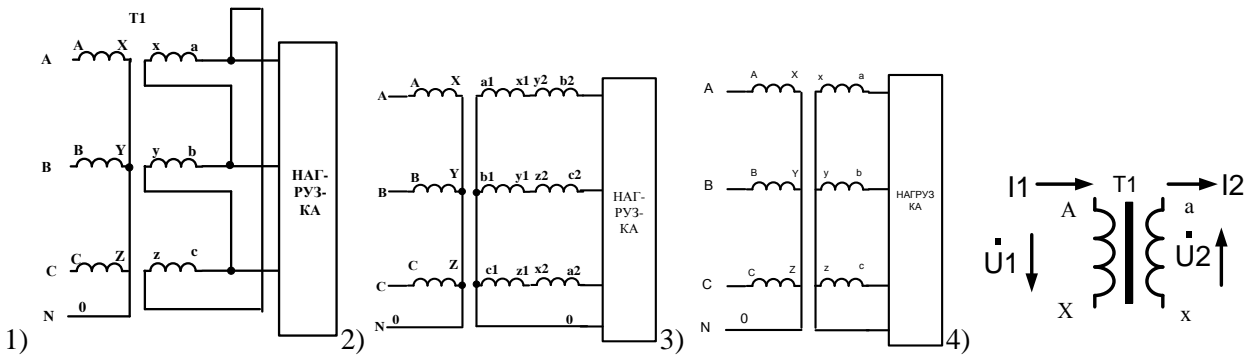 T1
A A X x a
B B Y y b
C C Z z c
N 0
НАГ-
РУЗ-
КА
1)
A A X a1 x1 y2 b2
B B Y b1 y1 z2 c2
C C Z c1 z1 x2 a2
N 0 0
НАГ-
РУЗ-
КА
2)
A A X x a
B B Y y b
C C Z z c
N 0
НАГРУЗ
КА
3)
I1 T1 I2
A a
U̇1 U̇2
X x
4)